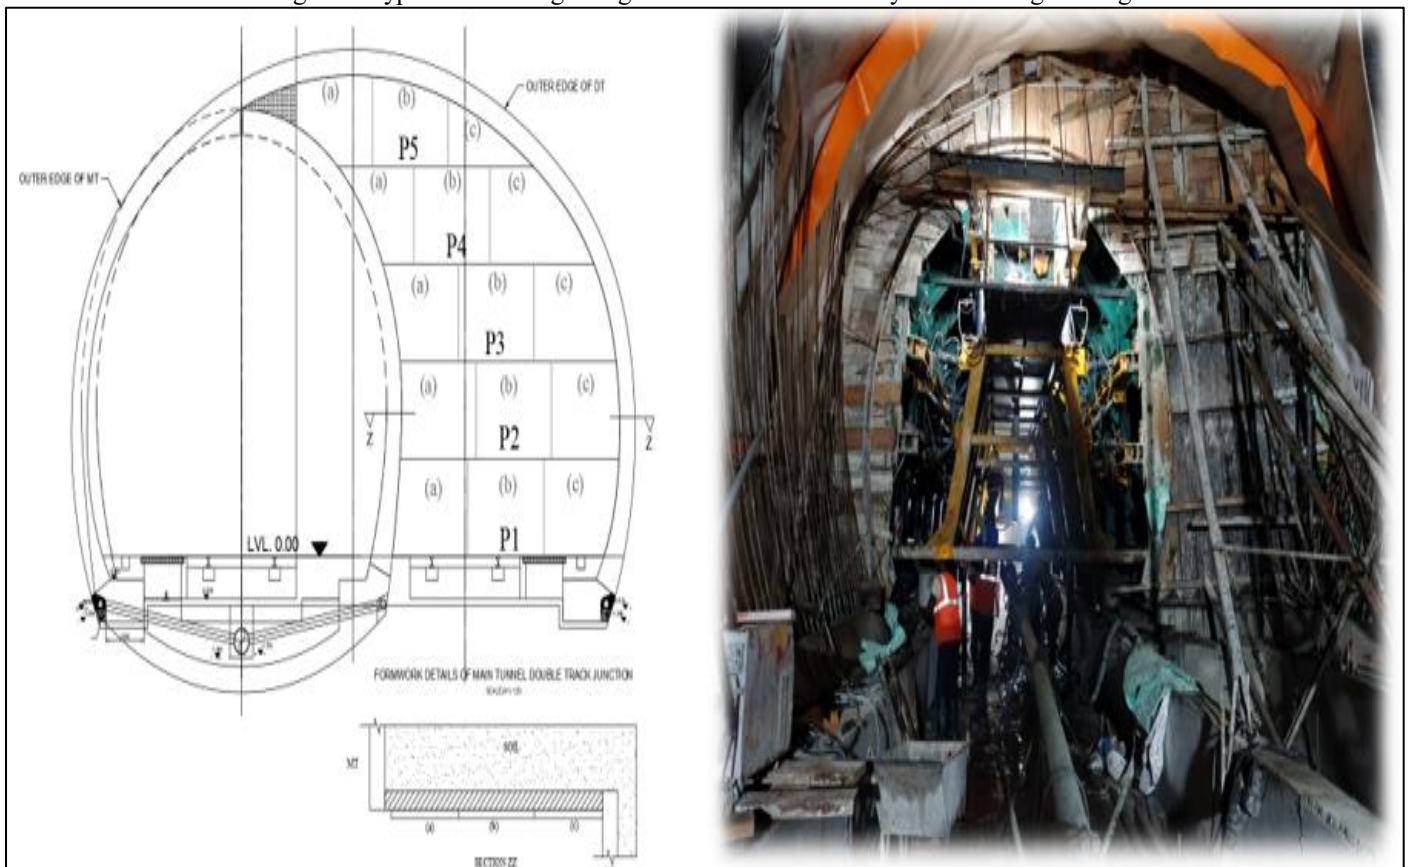 OUTER EDGE OF DT
OUTER EDGE OF MT
(a)
(b)
(c)
P5
(a)
(b)
(c)
P4
(a)
(b)
(c)
P3
(a)
(b)
(c)
P2
Z
Z
(a)
(b)
(c)
P1
LVL. 0.00
FORMWORK DETAILS OF MAIN TUNNEL DOUBLE TRACK JUNCTION
SOIL
MT
(a)
(b)
(c)
SECTION ZZ